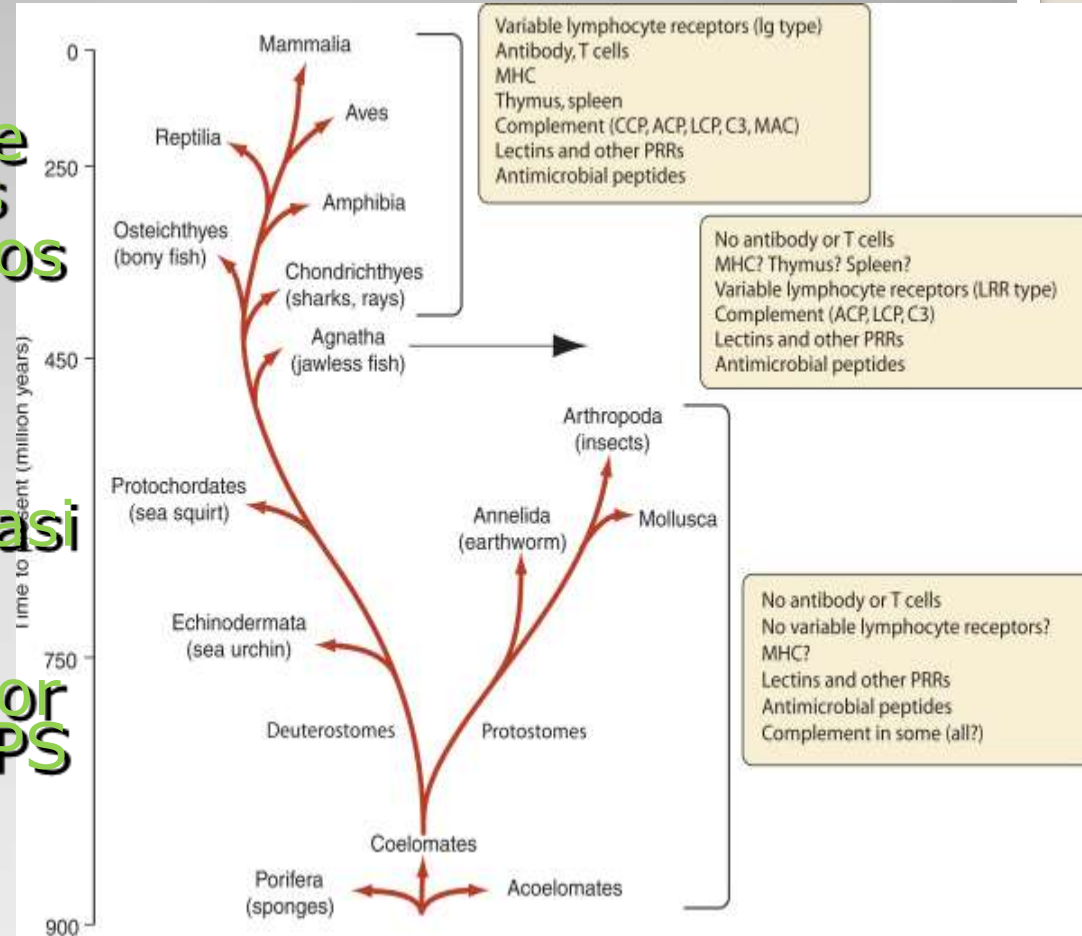 e
os
asi
or
PS
Time to present (million years)
0
250
450
750
900
Mammalia
Aves
Reptilia
Amphibia
Osteichthyes
(bony fish)
Chondrichthyes
(sharks, rays)
Agnatha
(jawless fish)
Protochordates
(sea squirt)
Echinodermata
(sea urchin)
Deuterostomes
Arthropoda
(insects)
Mollusca
Annelida
(earthworm)
Protostomes
Coelomates
Porifera
(sponges)
Acoelomates
Variable lymphocyte receptors (Ig type)
Antibody, T cells
MHC
Thymus, spleen
Complement (CCP, ACP, LCP, C3, MAC)
Lectins and other PRRs
Antimicrobial peptides
No antibody or T cells
MHC? Thymus? Spleen?
Variable lymphocyte receptors (LRR type)
Complement (ACP, LCP, C3)
Lectins and other PRRs
Antimicrobial peptides
No antibody or T cells
No variable lymphocyte receptors?
MHC?
Lectins and other PRRs
Antimicrobial peptides
Complement in some (all?)